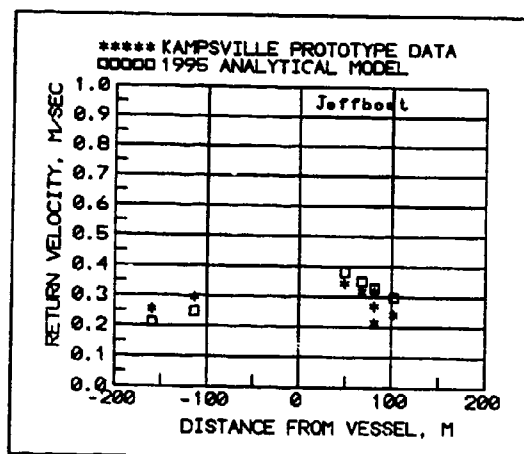 ***** KAMPSVILLE PROTOTYPE DATA
□□□□ 1995 ANALYTICAL MODEL
Jeffboat
1.0
0.9
0.8
0.7
0.6
0.5
0.4
0.3
0.2
0.1
0.0
RETURN VELOCITY, M/SEC
-200 -100 0 100 200
DISTANCE FROM VESSEL, M